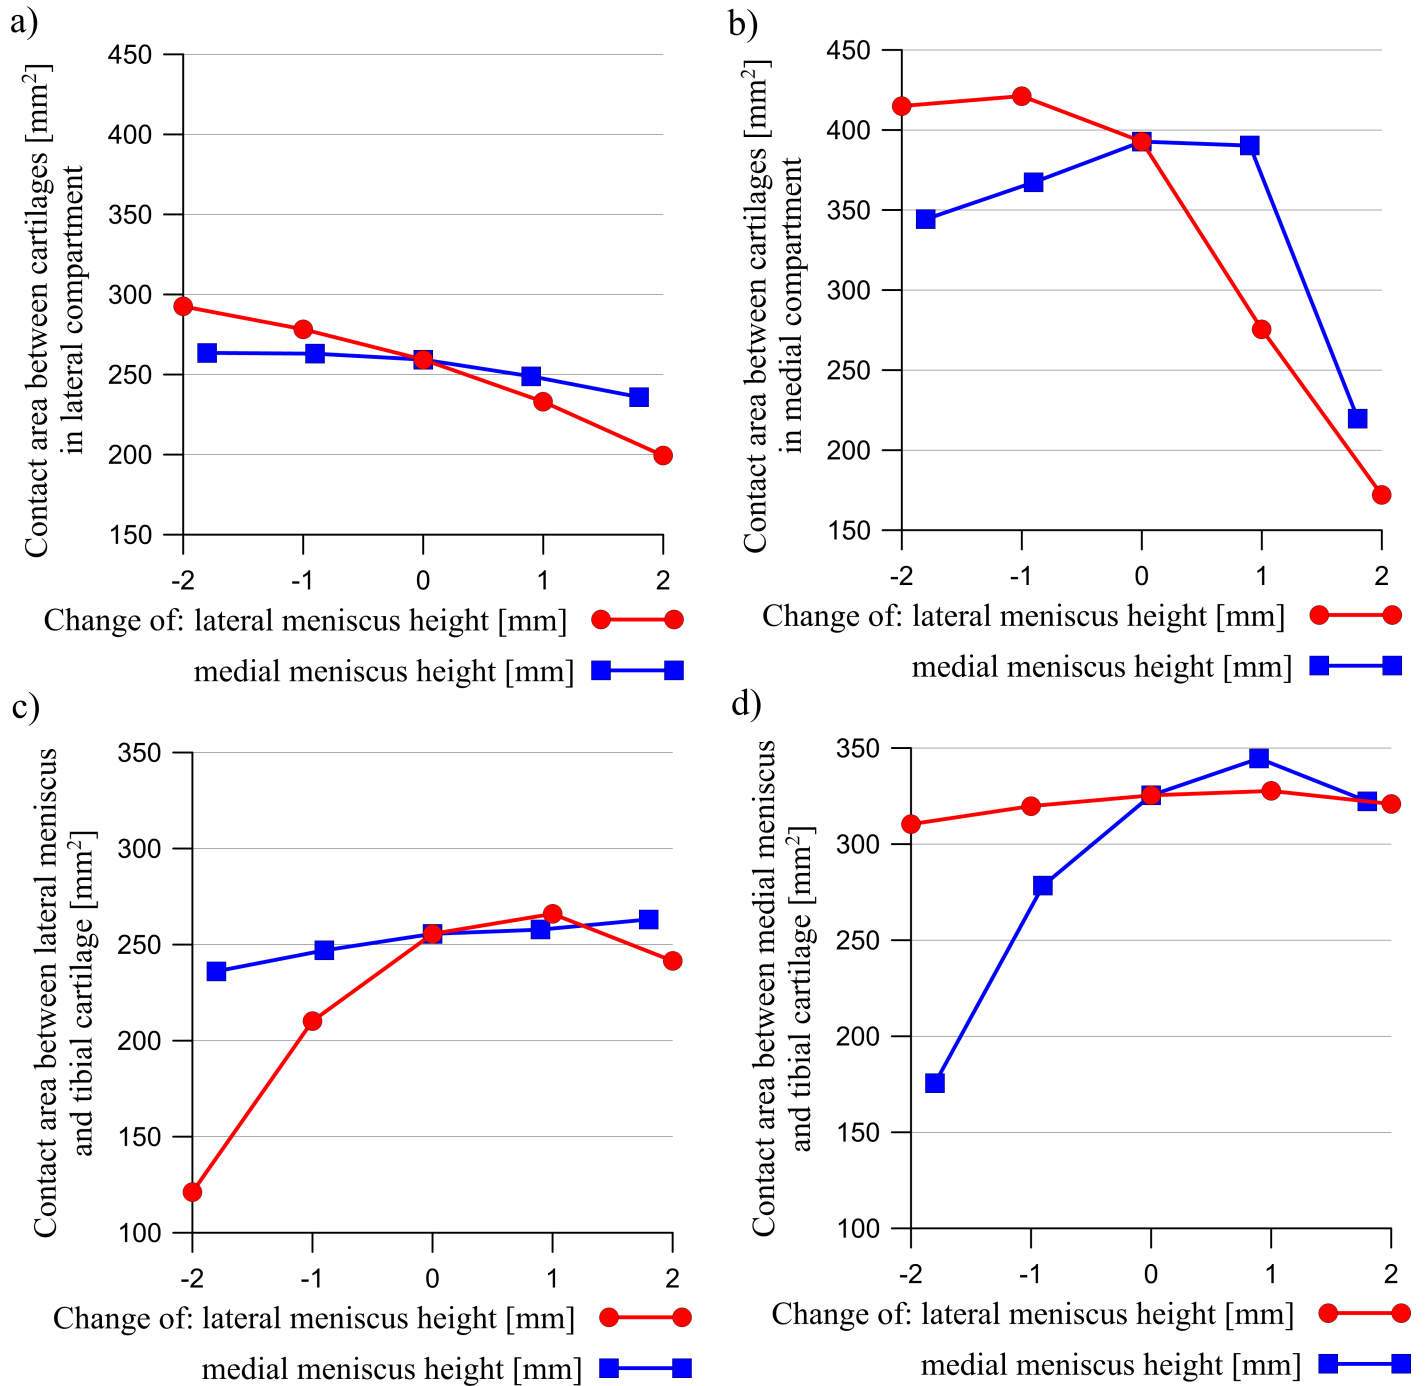 a)
Contact area between cartilages [mm²]
in lateral compartment
450
400
350
300
250
200
150
-2 -1 0 1 2
Change of: lateral meniscus height [mm]
medial meniscus height [mm]
b)
Contact area between cartilages [mm²]
in medial compartment
450
400
350
300
250
200
150
-2 -1 0 1 2
Change of: lateral meniscus height [mm]
medial meniscus height [mm]
c)
Contact area between lateral meniscus
and tibial cartilage [mm²]
350
300
250
200
150
100
-2 -1 0 1 2
Change of: lateral meniscus height [mm]
medial meniscus height [mm]
d)
Contact area between medial meniscus
and tibial cartilage [mm²]
350
300
250
200
150
100
-2 -1 0 1 2
Change of: lateral meniscus height [mm]
medial meniscus height [mm]